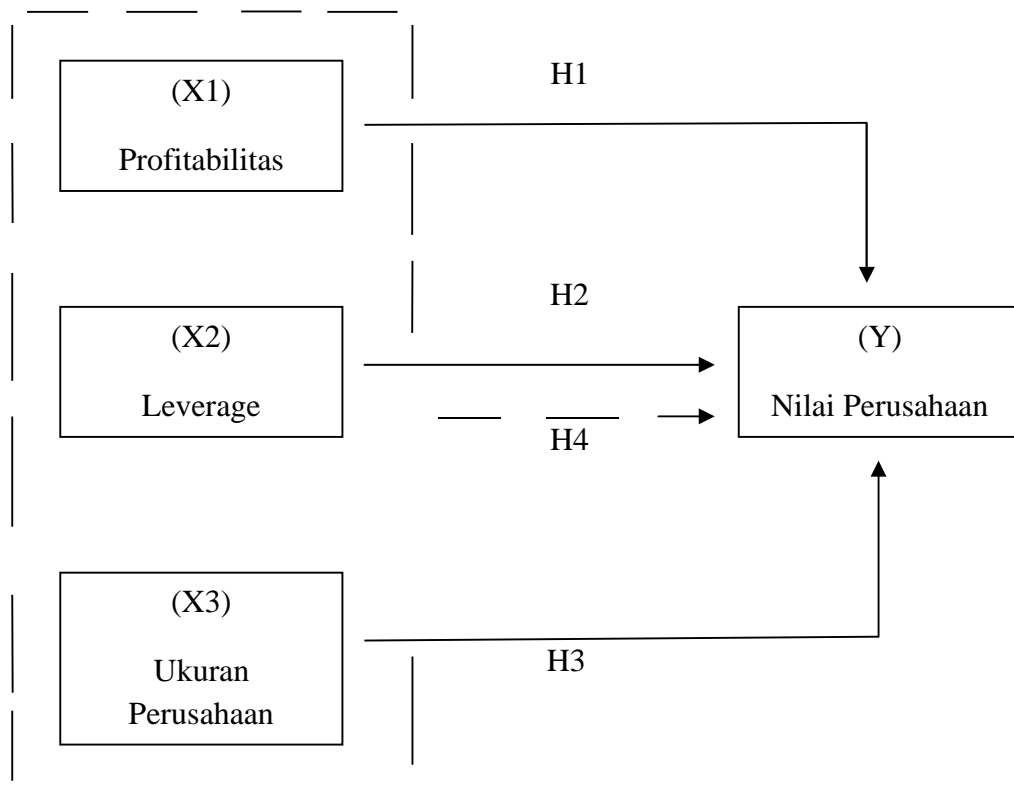 (X1)
Profitabilitas
H1
(X2)
Leverage
H2
H4
(Y)
Nilai Perusahaan
(X3)
Ukuran
Perusahaan
H3